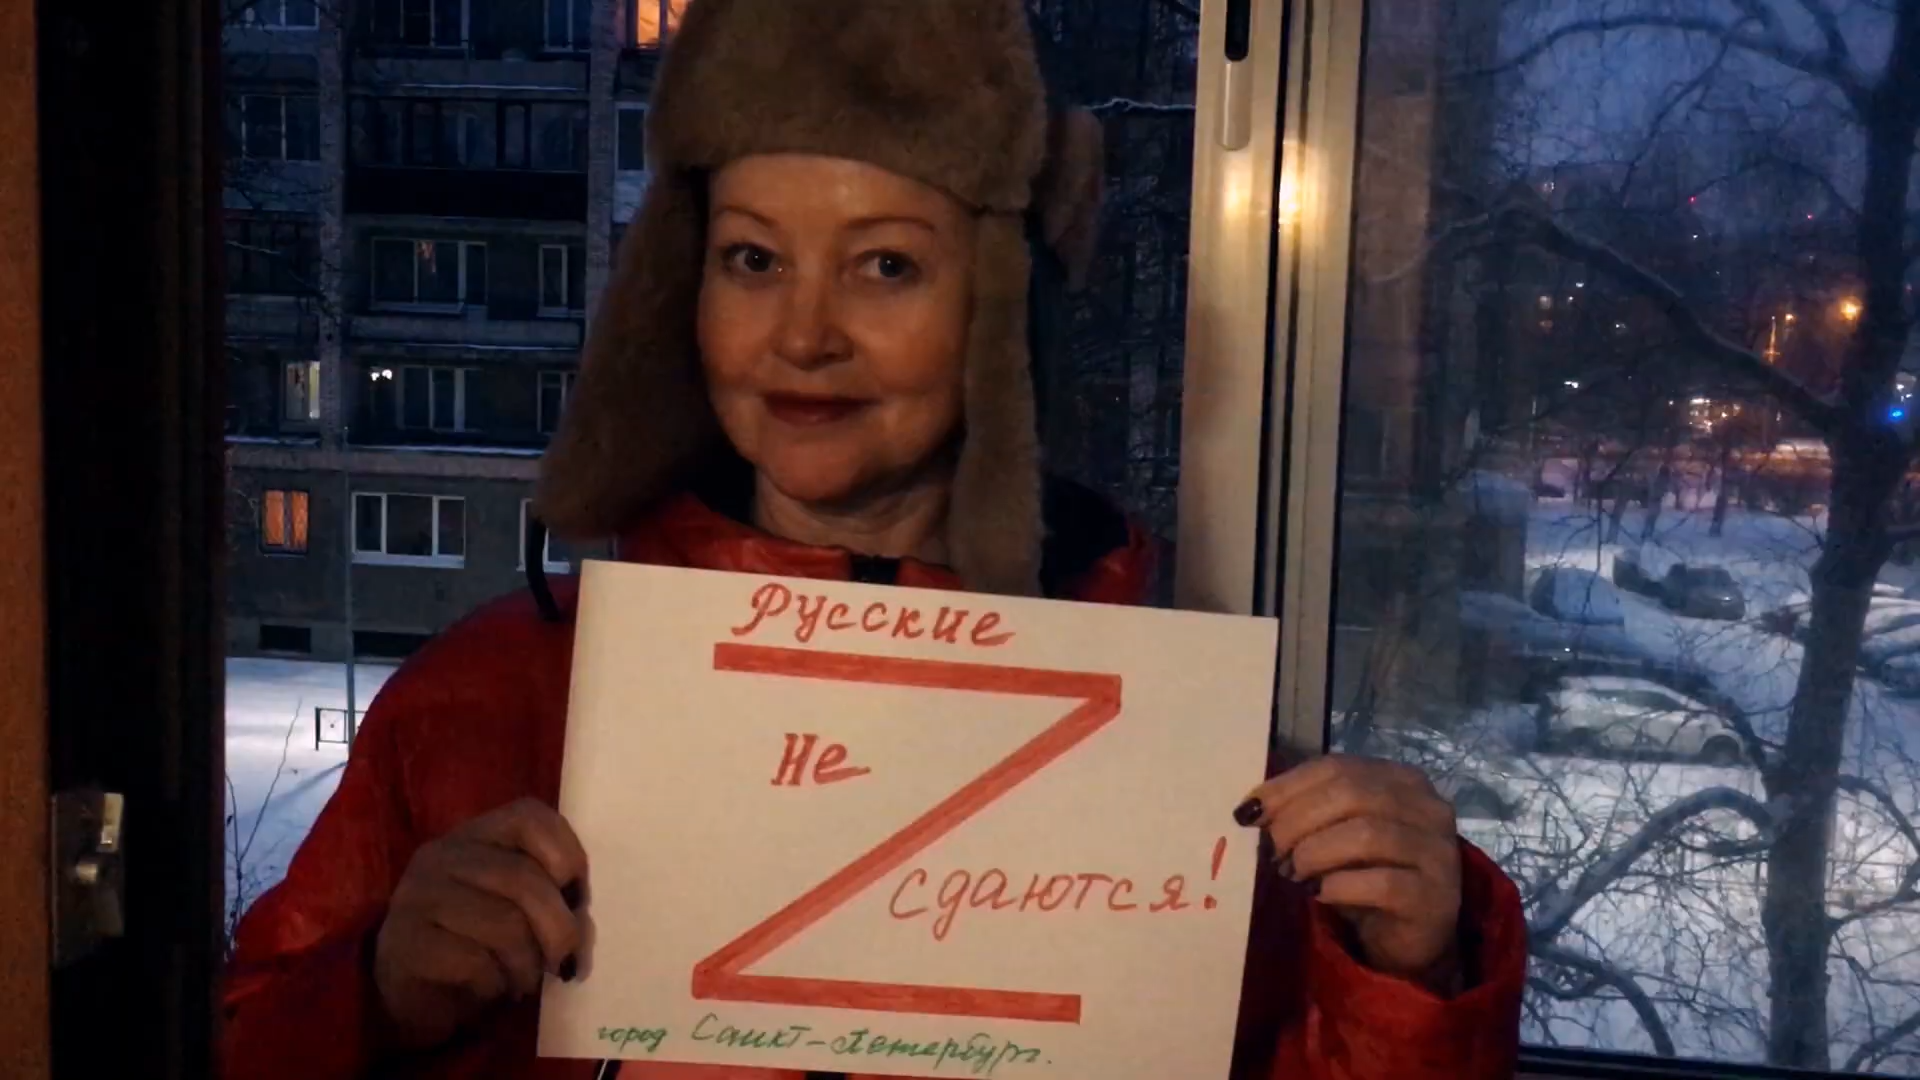 Русские
Z
Не
сдаются!
город Санкт-Петербург.